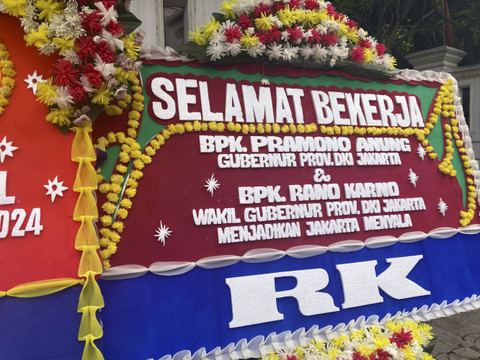 SELAMAT BEKERJA
BPK. PRAMONO ANUNG
GUBERNUR PROV. DKI JAKARTA
&
BPK. RANO KARNO
WAKIL GUBERNUR PROV. DKI JAKARTA
MENJADIKAN JAKARTA MENYALA
RK
2024